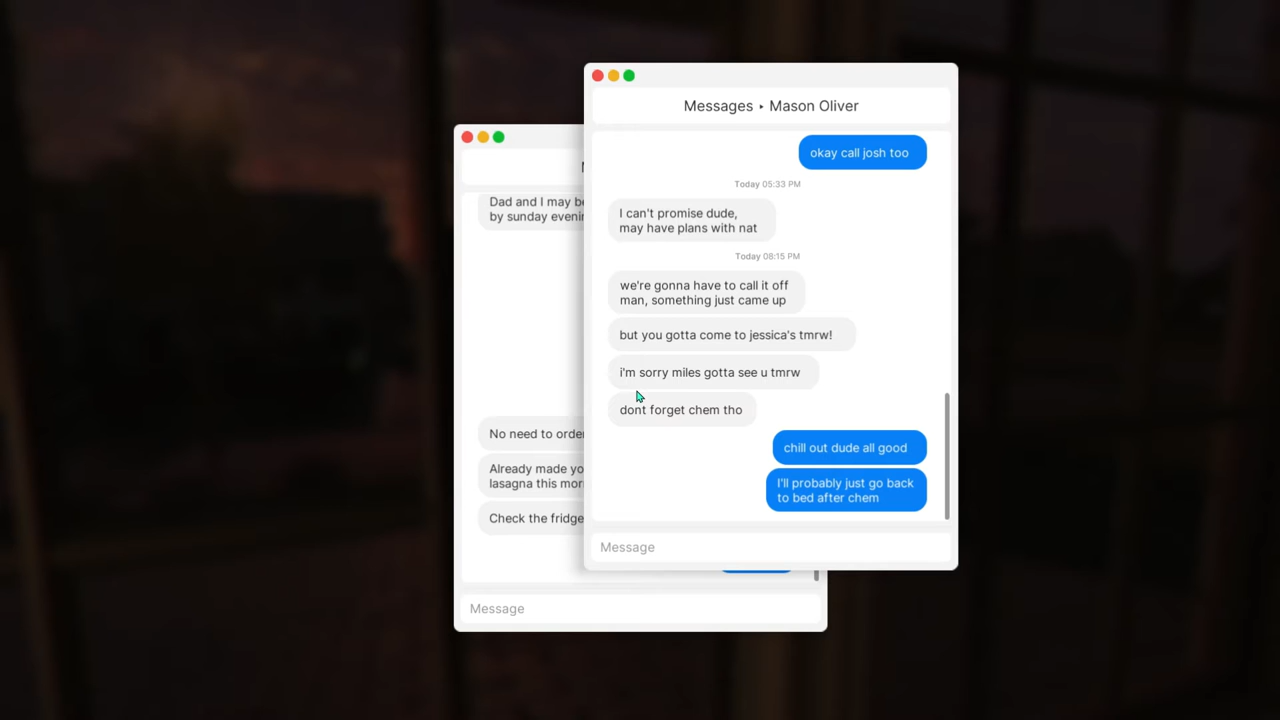 Messages ▸ Mason Oliver
okay call josh too
Today 05:33 PM
I can't promise dude,
may have plans with nat
Today 08:15 PM
we're gonna have to call it off
man, something just came up
but you gotta come to jessica's tmrw!
i'm sorry miles gotta see u tmrw
dont forget chem tho
chill out dude all good
I'll probably just go back
to bed after chem
Message
Dad and I may be
by sunday
No need to
Already made
lasagna this
Check the fridge
Message